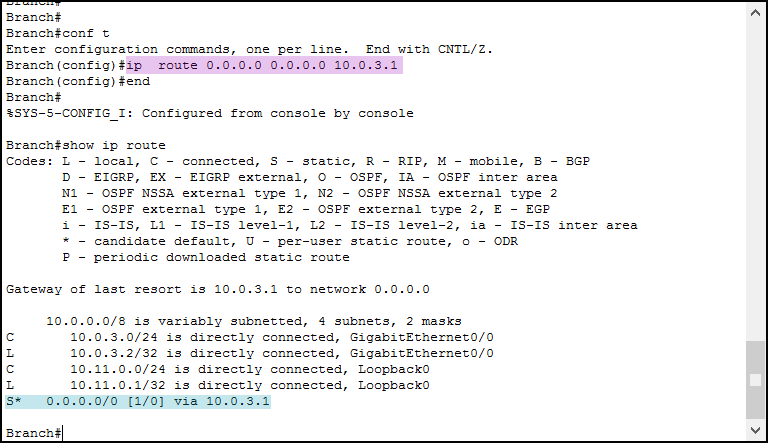 Branch#
Branch#
Branch#conf t
Enter configuration commands, one per line.  End with CNTL/Z.
Branch(config)#ip  route 0.0.0.0 0.0.0.0 10.0.3.1
Branch(config)#end
Branch#
%SYS-5-CONFIG_I: Configured from console by console

Branch#show ip route
Codes: L - local, C - connected, S - static, R - RIP, M - mobile, B - BGP
       D - EIGRP, EX - EIGRP external, O - OSPF, IA - OSPF inter area
       N1 - OSPF NSSA external type 1, N2 - OSPF NSSA external type 2
       E1 - OSPF external type 1, E2 - OSPF external type 2, E - EGP
       i - IS-IS, L1 - IS-IS level-1, L2 - IS-IS level-2, ia - IS-IS inter area
       * - candidate default, U - per-user static route, o - ODR
       P - periodic downloaded static route

Gateway of last resort is 10.0.3.1 to network 0.0.0.0

     10.0.0.0/8 is variably subnetted, 4 subnets, 2 masks
C       10.0.3.0/24 is directly connected, GigabitEthernet0/0
L       10.0.3.2/32 is directly connected, GigabitEthernet0/0
C       10.11.0.0/24 is directly connected, Loopback0
L       10.11.0.1/32 is directly connected, Loopback0
S*   0.0.0.0/0 [1/0] via 10.0.3.1

Branch#